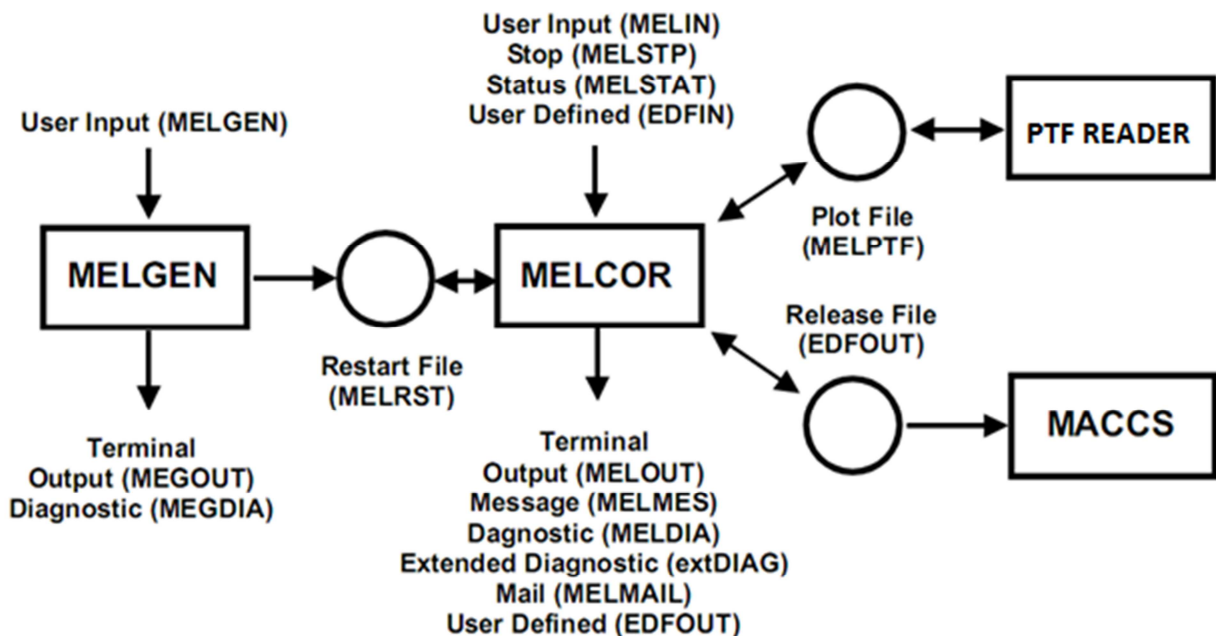 User Input (MELGEN)
MELGEN
Terminal
Output (MEGOUT)
Diagnostic (MEGDIA)
Restart File
(MELRST)
User Input (MELIN)
Stop (MELSTP)
Status (MELSTAT)
User Defined (EDFIN)
MELCOR
Terminal
Output (MELOUT)
Message (MELMES)
Dagnostic (MELDIA)
Extended Diagnostic (extDIAG)
Mail (MELMAIL)
User Defined (EDFOUT)
Plot File
(MELPTF)
PTF READER
Release File
(EDFOUT)
MACCS